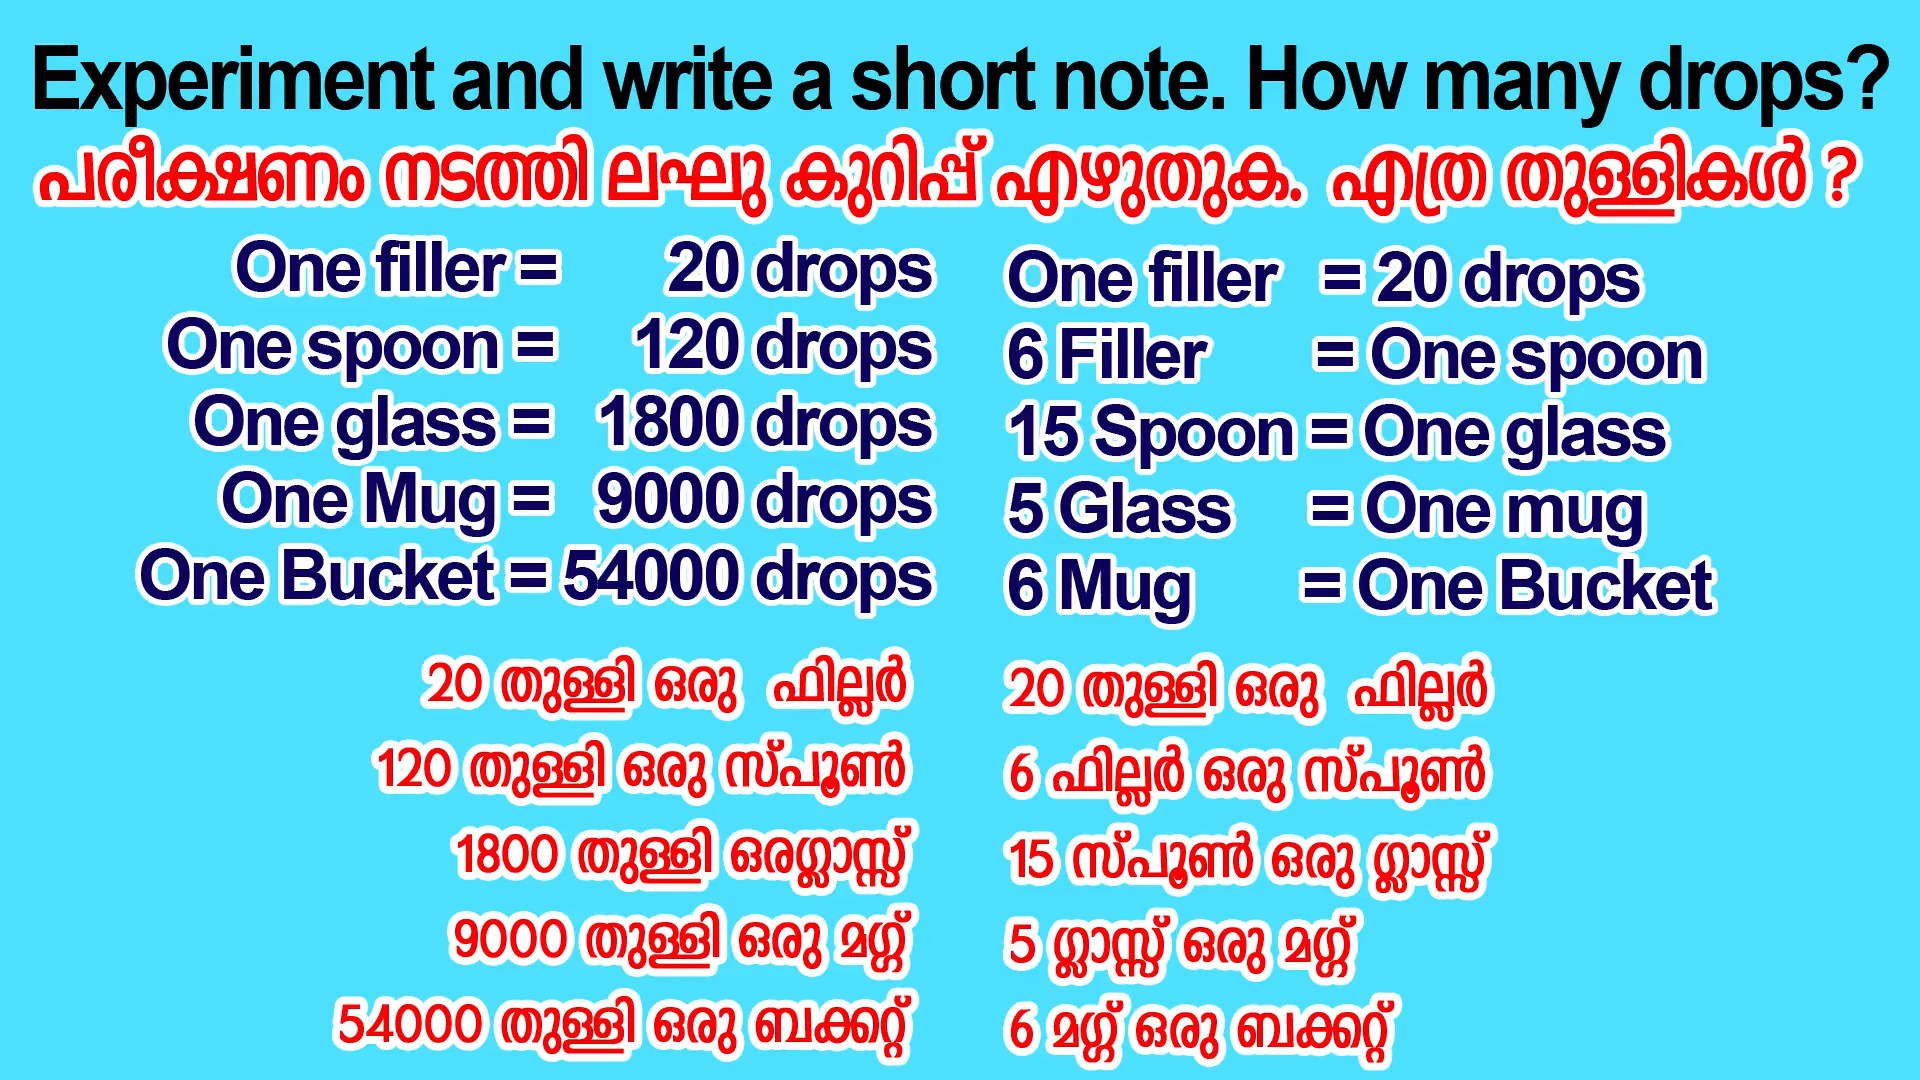 Experiment and write a short note. How many drops?
പരീക്ഷണം നടത്തി ലഘു കുറിപ്പ് എഴുതുക. എത്ര തുള്ളികൾ ?
One filler = 20 drops
One spoon = 120 drops
One glass = 1800 drops
One Mug = 9000 drops
One Bucket = 54000 drops
One filler = 20 drops
6 Filler = One spoon
15 Spoon = One glass
5 Glass = One mug
6 Mug = One Bucket
20 തുള്ളി ഒരു ഫില്ലർ
120 തുള്ളി ഒരു സ്പൂൺ
1800 തുള്ളി ഒരഗ്ലാസ്സ്
9000 തുള്ളി ഒരു മഗ്ഗ്
54000 തുള്ളി ഒരു ബക്കറ്റ്
20 തുള്ളി ഒരു ഫില്ലർ
6 ഫില്ലർ ഒരു സ്പൂൺ
15 സ്പൂൺ ഒരു ഗ്ലാസ്സ്
5 ഗ്ലാസ്സ് ഒരു മഗ്ഗ്
6 മഗ്ഗ് ഒരു ബക്കറ്റ്